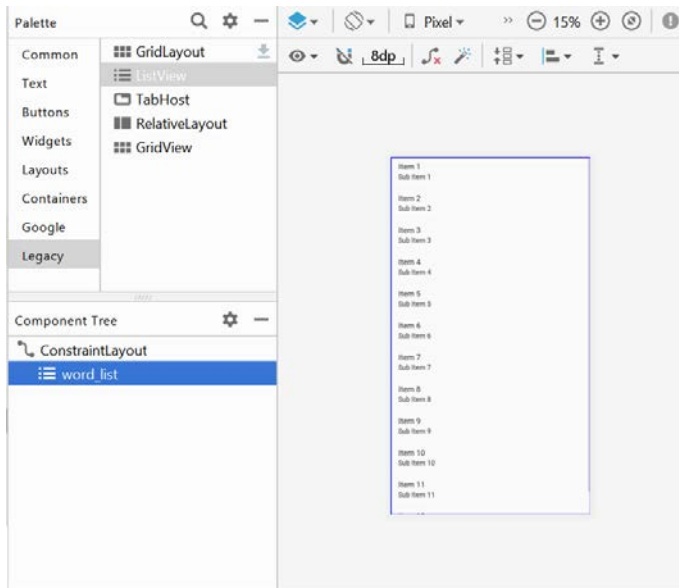 Palette
Common
Text
Buttons
Widgets
Layouts
Containers
Google
Legacy
GridLayout
ListView
TabHost
RelativeLayout
GridView
Component Tree
ConstraintLayout
word_list
Pixel
15%
8dp
Item 1
Sub Item 1
Item 2
Sub Item 2
Item 3
Sub Item 3
Item 4
Sub Item 4
Item 5
Sub Item 5
Item 6
Sub Item 6
Item 7
Sub Item 7
Item 8
Sub Item 8
Item 9
Sub Item 9
Item 10
Sub Item 10
Item 11
Sub Item 11